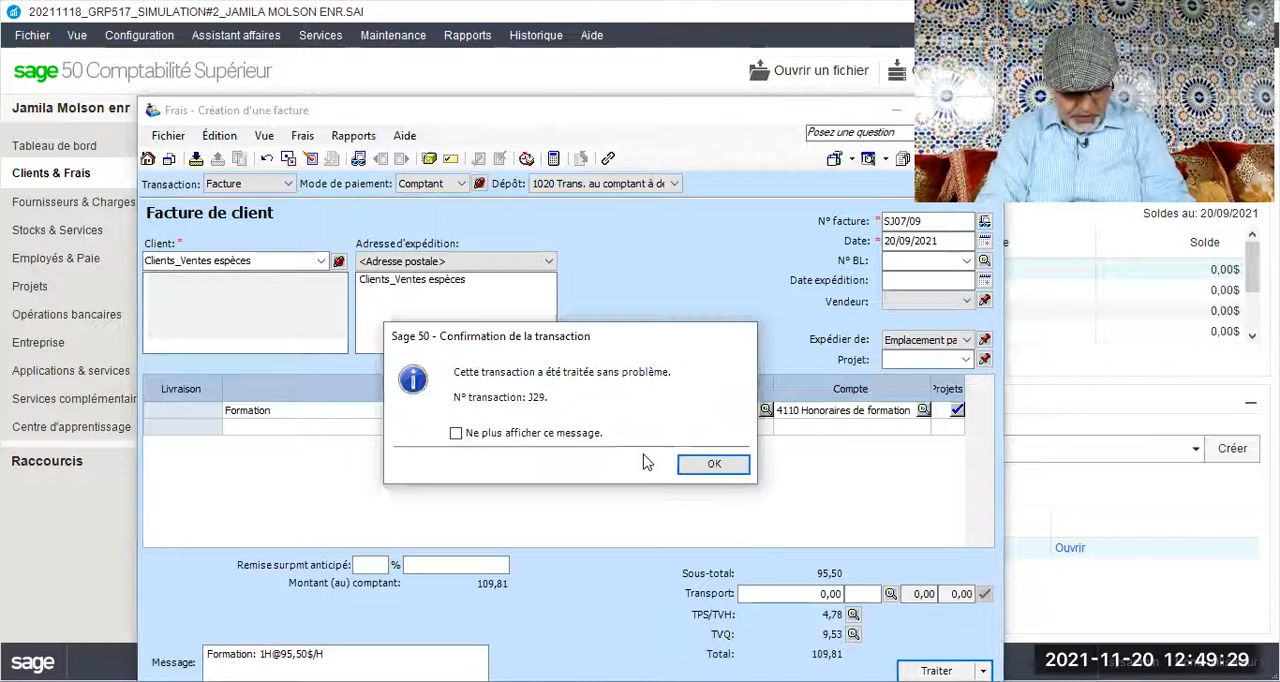 20211118_GRP517_SIMULATION#2_JAMILA MOLSON ENR.SAI
Fichier Vue Configuration Assistant affaires Services Maintenance Rapports Historique Aide
sage 50 Comptabilité Supérieur
Ouvrir un fichier
Jamila Molson enr
Tableau de bord
Clients & Frais
Fournisseurs & Charges
Stocks & Services
Employés & Paie
Projets
Opérations bancaires
Entreprise
Applications & services
Services complémentair
Centre d'apprentissage
Raccourcis
Frais - Création d'une facture
Fichier Édition Vue Frais Rapports Aide
Posez une question
Transaction: Facture Mode de paiement: Comptant Dépôt: 1020 Trans. au comptant à de
Facture de client
Client: * Adresse d'expédition:
Clients_Ventes espèces <Adresse postale>
Clients_Ventes espèces
N° facture: * SJ07/09
Date: * 20/09/2021
N° BL:
Date expédition:
Vendeur:
Expédier de: Emplacement pa
Projet:
Livraison Compte Projets
Formation 4110 Honoraires de formation
Sage 50 - Confirmation de la transaction
Cette transaction a été traitée sans problème.
N° transaction: J29.
Ne plus afficher ce message.
OK
Remise sur pmt anticipé: %
Montant (au) comptant: 109,81
Sous-total: 95,50
Transport: 0,00 0,00 0,00
TPS/TVH: 4,78
TVQ: 9,53
Total: 109,81
Message: Formation: 1H@95,50$/H
Traiter
Soldes au: 20/09/2021
Solde
0,00$
0,00$
0,00$
0,00$
Créer
Ouvrir
sage
2021-11-20 12:49:29